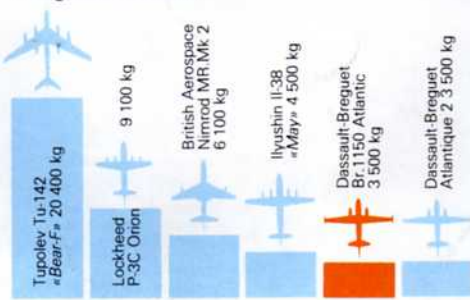 Tupolev Tu-142
«Bear-F» 20 400 kg
Lockheed
P.3C Orion
9 100 kg
British Aerospace
Nimrod MR.Mk 2
6 100 kg
Ilyushin Il-38
«May» 4 500 kg
Dassault-Breguet
Br.1150 Atlantic
3 500 kg
Dassault-Breguet
Atlantique 2 3 500 kg